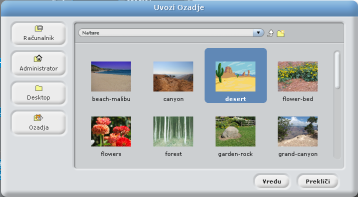 Uvozi Ozadje
Računalnik
Administrator
Desktop
Ozadja
Nature
beach-malibu
canyon
desert
flower-bed
flowers
forest
garden-rock
grand-canyon
Vredu
Prekliči